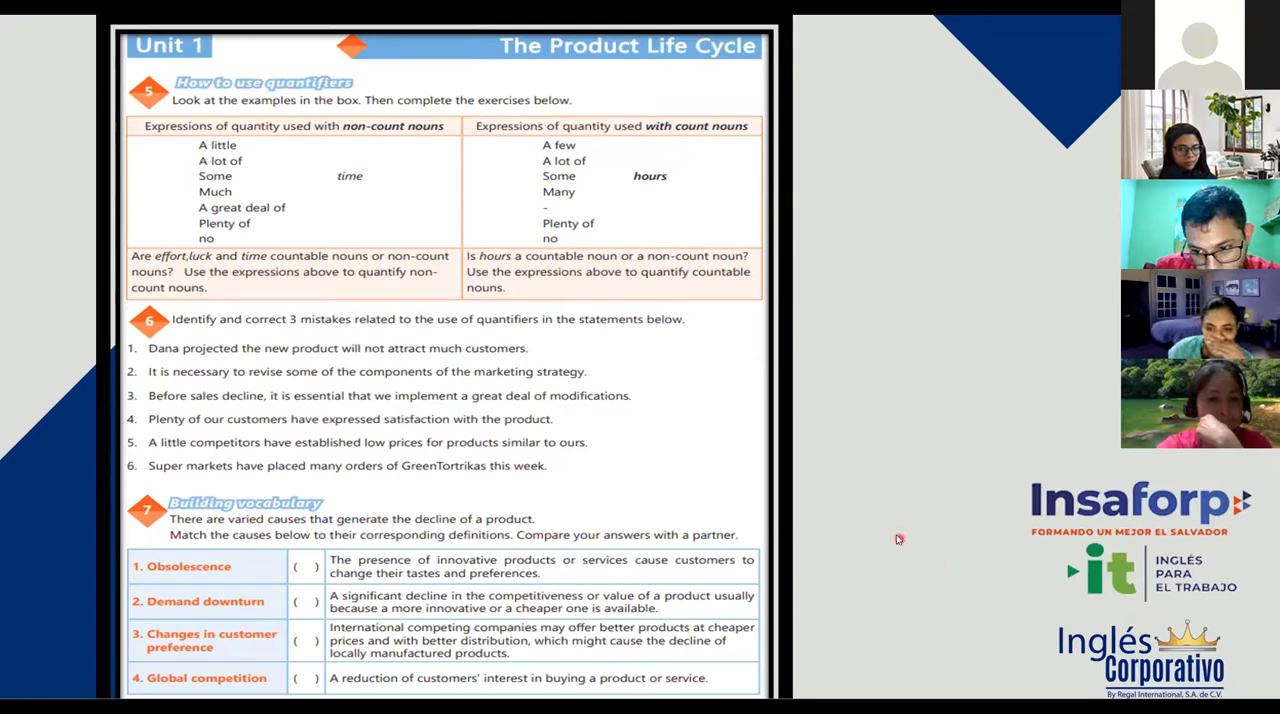 Unit 1
The Product Life Cycle
5
How to use quantifiers
Look at the examples in the box. Then complete the exercises below.
Expressions of quantity used with non-count nouns
A little
A lot of
Some time
Much
A great deal of
Plenty of
no
Expressions of quantity used with count nouns
A few
A lot of
Some hours
Many
-
Plenty of
no
Are effort,luck and time countable nouns or non-count
nouns? Use the expressions above to quantify non-
count nouns.
Is hours a countable noun or a non-count noun?
Use the expressions above to quantify countable
nouns.
6
Identify and correct 3 mistakes related to the use of quantifiers in the statements below.
1. Dana projected the new product will not attract much customers.
2. It is necessary to revise some of the components of the marketing strategy.
3. Before sales decline, it is essential that we implement a great deal of modifications.
4. Plenty of our customers have expressed satisfaction with the product.
5. A little competitors have established low prices for products similar to ours.
6. Super markets have placed many orders of GreenTortrikas this week.
7
Building vocabulary
There are varied causes that generate the decline of a product.
Match the causes below to their corresponding definitions. Compare your answers with a partner.
1. Obsolescence ( )
The presence of innovative products or services cause customers to
change their tastes and preferences.
2. Demand downturn ( )
A significant decline in the competitiveness or value of a product usually
because a more innovative or a cheaper one is available.
3. Changes in customer
preference ( )
International competing companies may offer better products at cheaper
prices and with better distribution, which might cause the decline of
locally manufactured products.
4. Global competition ( )
A reduction of customers' interest in buying a product or service.
Insaforp
FORMANDO UN MEJOR EL SALVADOR
it
INGLÉS
PARA
EL TRABAJO
Inglés
Corporativo
By Regal International, S.A. de C.V.